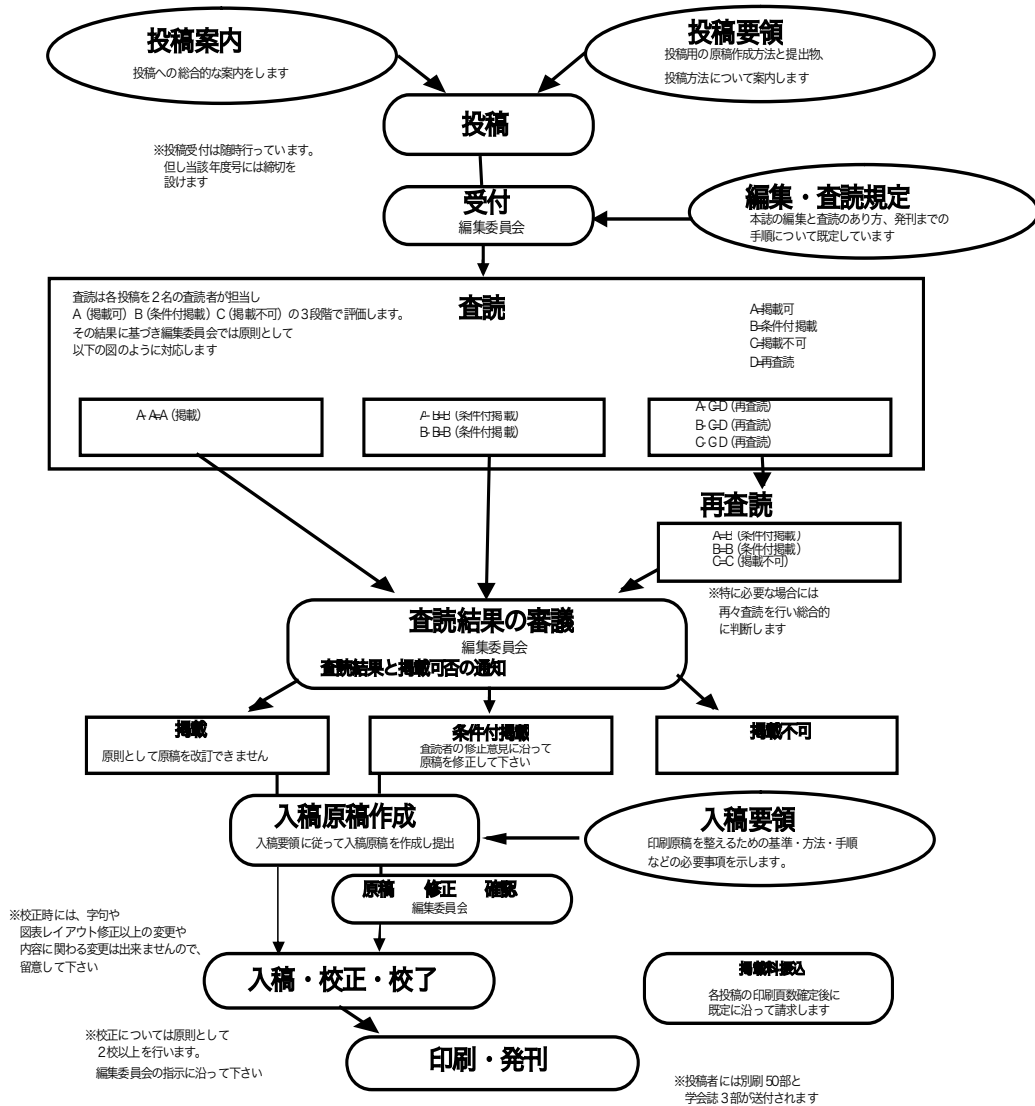 投稿案内
投稿への総合的な案内をします
投稿要領
投稿用の原稿作成方法と提出物、
投稿方法について案内します
投稿
※投稿受付は随時行っています。
但し当該年度号には締切を
設けます
受付
編集委員会
編集・査読規定
本誌の編集と査読のあり方、発刊までの
手順について既定しています
査読は各投稿を2名の査読者が担当し
A(掲載可)B(条件付掲載)C(掲載不可)の3段階で評価します。
その結果に基づき編集委員会では原則として
以下の図のように対応します
査読
A=掲載可
B=条件付掲載
C=掲載不可
D=再査読
A-A=A(掲載)
A-B=B(条件付掲載)
B-B=B(条件付掲載)
A-C=D(再査読)
B-C=D(再査読)
C-C=D(再査読)
再査読
A=B(条件付掲載)
B=B(条件付掲載)
C=C(掲載不可)
※特に必要な場合には
再々査読を行い総合的
に判断します
査読結果の審議
編集委員会
査読結果と掲載可否の通知
掲載
原則として原稿を改訂できません
条件付掲載
査読者の修正意見に沿って
原稿を修正して下さい
掲載不可
入稿原稿作成
入稿要領に従って入稿原稿を作成し提出
入稿要領
印刷原稿を整えるための基準・方法・手順
などの必要事項を示します。
原稿 修正 確認
編集委員会
※校正時には、字句や
図表レイアウト修正以上の変更や
内容に関わる変更は出来ませんので、
留意して下さい
入稿・校正・校了
掲載料振込
各投稿の印刷頁数確定後に
既定に沿って請求します
※校正については原則として
2校以上を行います。
編集委員会の指示に沿って下さい
印刷・発刊
※投稿者には別刷50部と
学会誌3部が送付されます